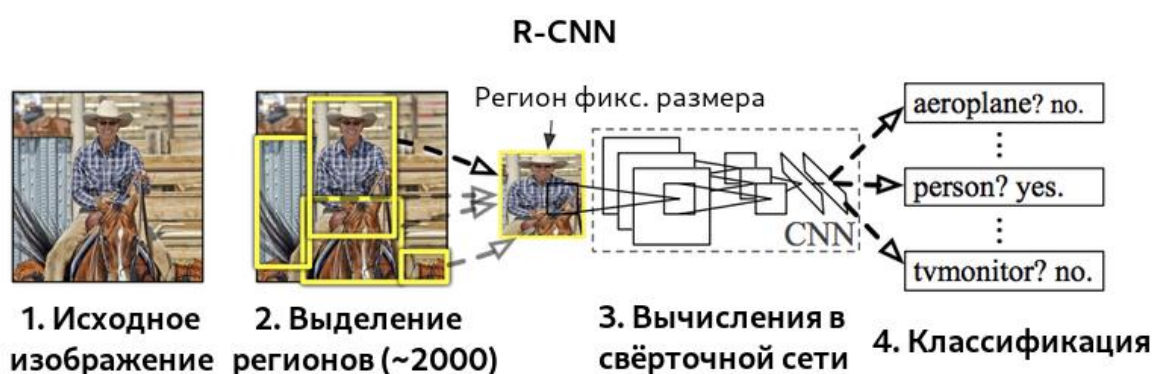 R-CNN
Регион фикс. размера
aeroplane? no.
⋮
person? yes.
⋮
tvmonitor? no.
CNN
1. Исходное
изображение
2. Выделение
регионов (~2000)
3. Вычисления в
свёрточной сети
4. Классификация